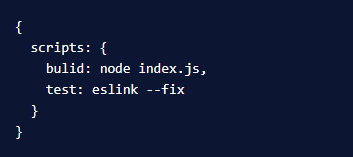 {
  scripts: {
    bulid: node index.js,
    test: eslink --fix
  }
}